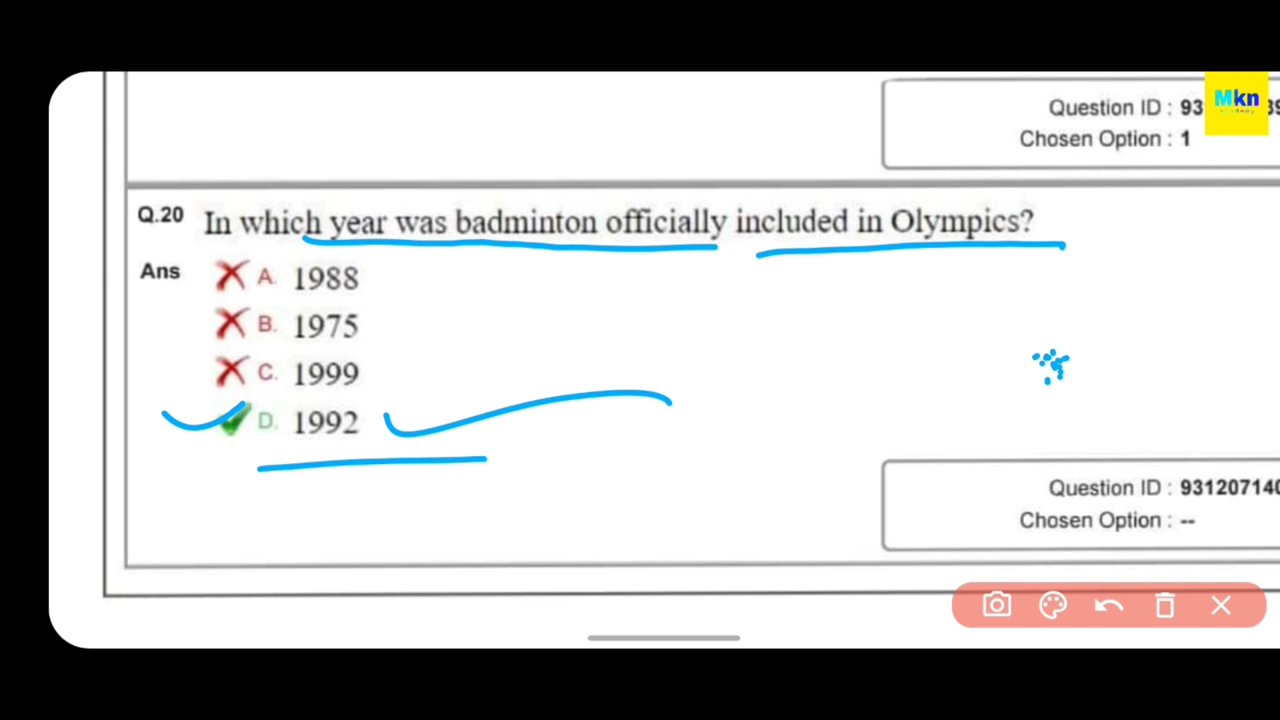 Question ID : 93
Mkn
Chosen Option : 1
Q.20 In which year was badminton officially included in Olympics?
Ans A. 1988
B. 1975
C. 1999
D. 1992
Question ID : 93120714
Chosen Option : --